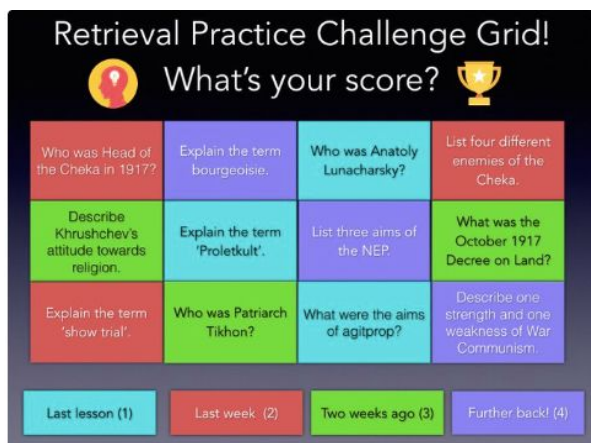 Retrieval Practice Challenge Grid!
What's your score?
Who was Head of
the Cheka in 1917?
Explain the term
bourgeoisie.
Who was Anatoly
Lunacharsky?
List four different
enemies of the
Cheka.
Describe
Khrushchev's
attitude towards
religion.
Explain the term
'Proletkult'.
List three aims of
the NEP.
What was the
October 1917
Decree on Land?
Explain the term
'show trial'.
Who was Patriarch
Tikhon?
What were the aims
of agitprop?
Describe one
strength and one
weakness of War
Communism.
Last lesson (1)
Last week (2)
Two weeks ago (3)
Further back! (4)